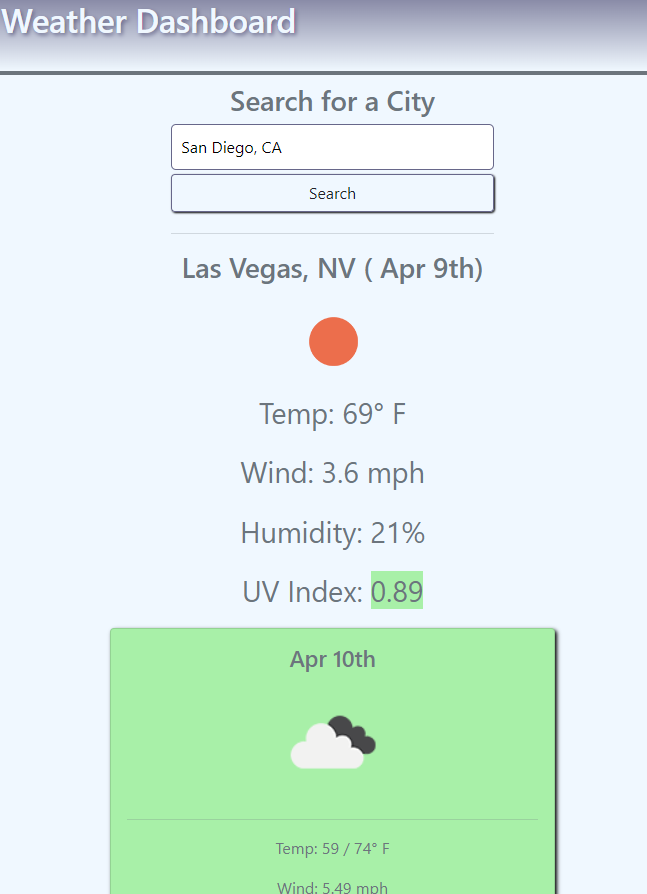 Weather Dashboard
Search for a City
San Diego, CA
Search
Las Vegas, NV ( Apr 9th)
Temp: 69° F
Wind: 3.6 mph
Humidity: 21%
UV Index: 0.89
Apr 10th
Temp: 59 / 74° F
Wind: 5.49 mph